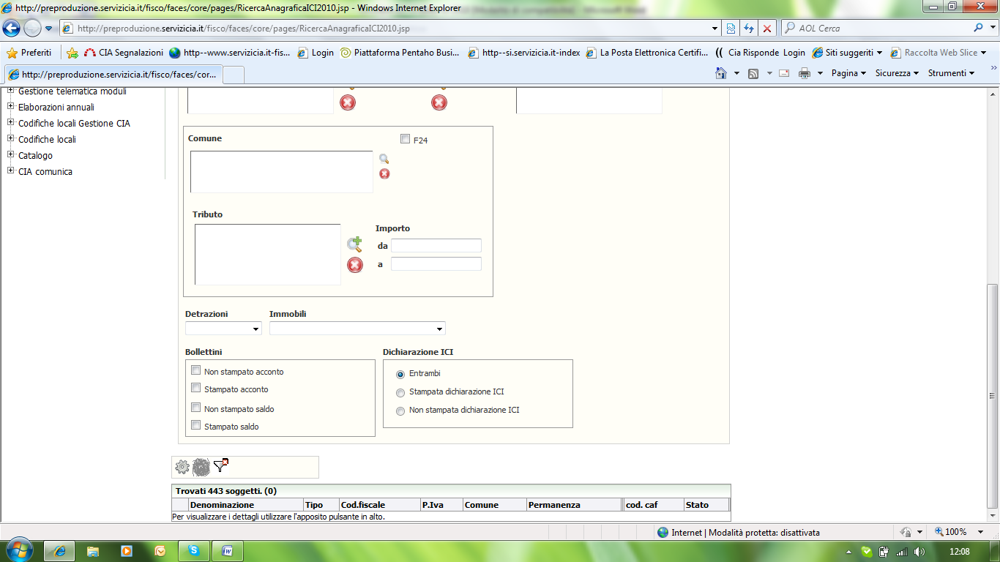 http://preproduzione.servizicia.it/fisco/faces/core/pages/RicercaAnagraficaICI2010.jsp - Windows Internet Explorer
http://preproduzione.servizicia.it/fisco/faces/core/pages/RicercaAnagraficaICI2010.jsp
AOL Cerca
Preferiti CIA Segnalazioni http--www.servizicia.it-fis... Login Piattaforma Pentaho Busi... http--si.servizicia.it-index La Posta Elettronica Certifi... Cia Risponde Login Siti suggeriti Raccolta Web Slice
http://preproduzione.servizicia.it/fisco/faces/cor... Pagina Sicurezza Strumenti
Gestione telematica moduli
Elaborazioni annuali
Codifiche locali Gestione CIA
Codifiche locali
Catalogo
CIA comunica
Comune F24
Tributo
Importo
da
a
Detrazioni Immobili
Bollettini Dichiarazione ICI
Non stampato acconto
Stampato acconto
Non stampato saldo
Stampato saldo
Entrambi
Stampata dichiarazione ICI
Non stampata dichiarazione ICI
Trovati 443 soggetti. (0)
Denominazione Tipo Cod.fiscale P.Iva Comune Permanenza cod. caf Stato
Per visualizzare i dettagli utilizzare l'apposito pulsante in alto.
Internet | Modalità protetta: disattivata 100%
12:08